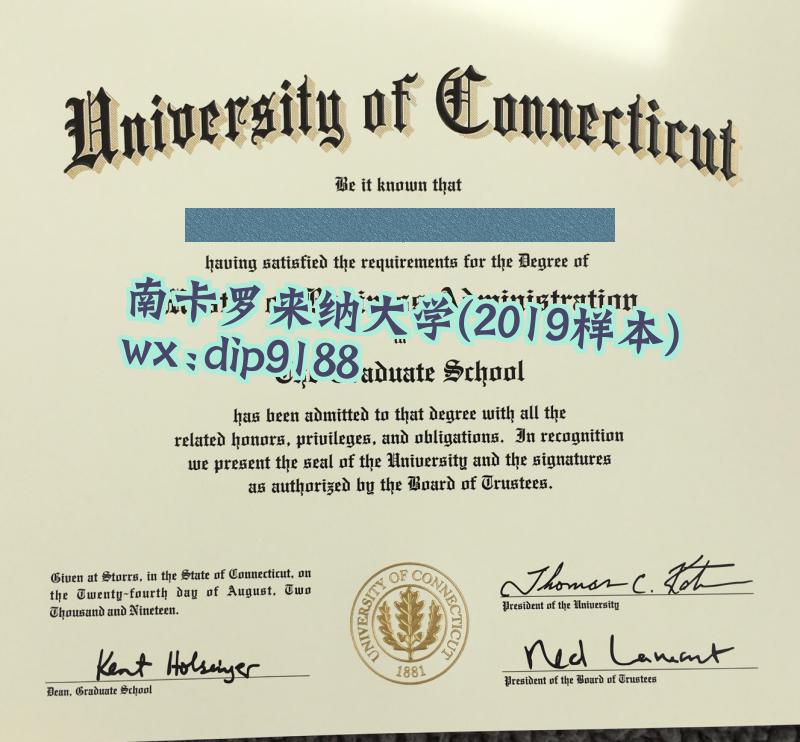 University of Connecticut
Be it known that
having satisfied the requirements for the Degree of
Administration
南卡罗来纳大学(2019样本)
wx:dip9188
Graduate School
has been admitted to that degree with all the
related honors, privileges, and obligations. In recognition
we present the seal of the University and the signatures
as authorized by the Board of Trustees.
Given at Storrs, in the State of Connecticut, on
the Twenty-fourth day of August, Two
Thousand and Nineteen.
UNIVERSITY OF CONNECTICUT
1881
Thomas C. Kat
President of the University
Kent Holsinger
Dean, Graduate School
Ned Lamont
President of the Board of Trustees